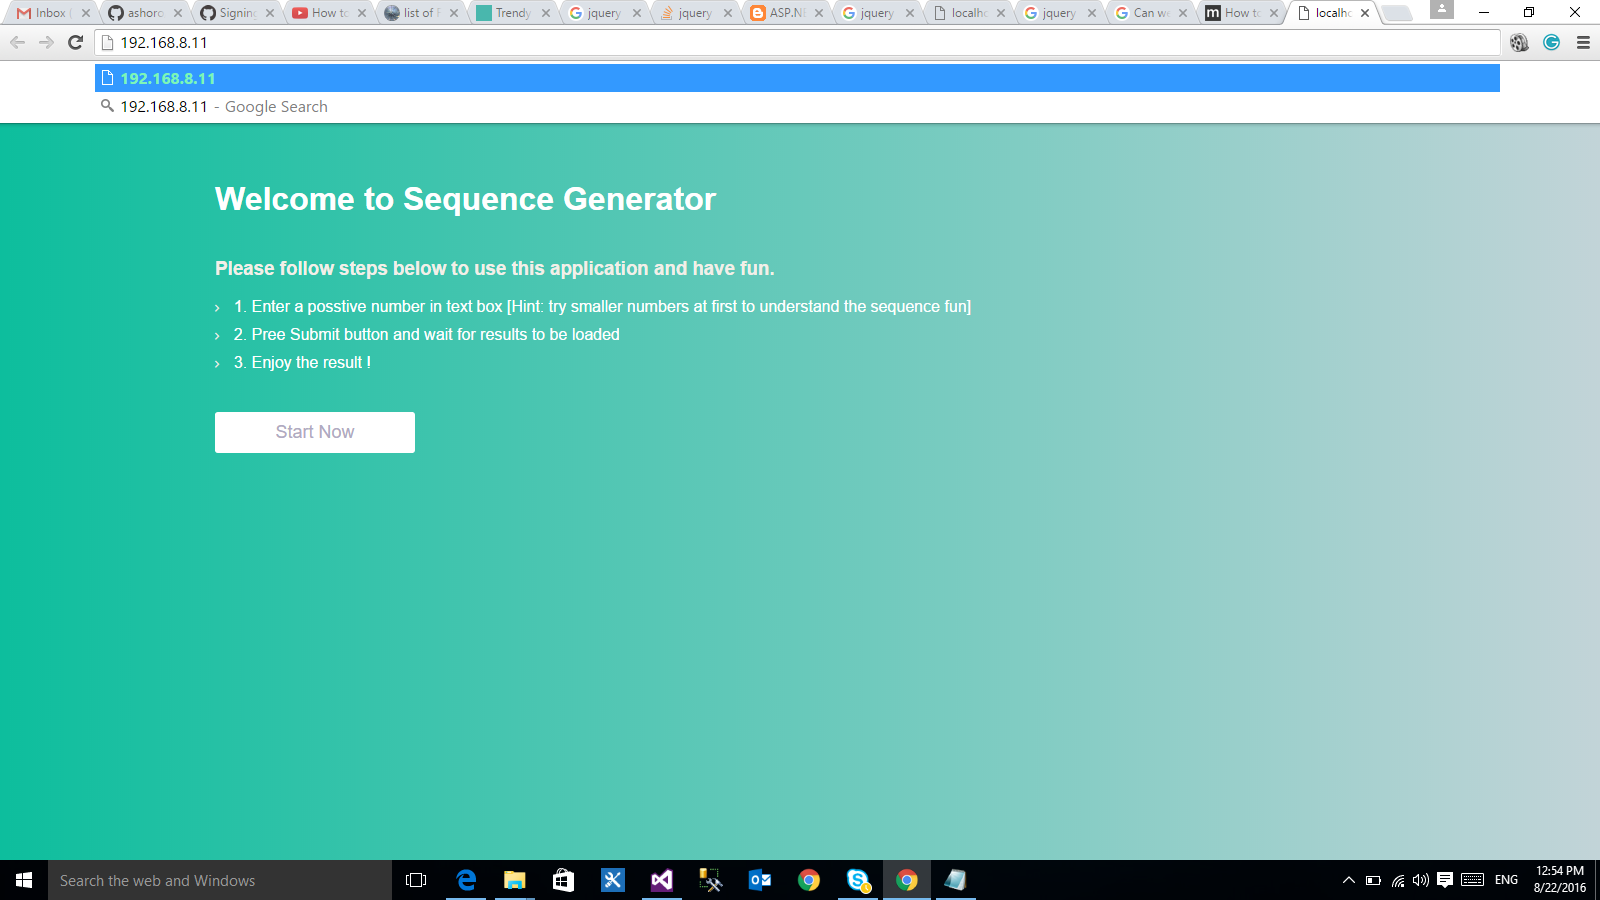 Inbox ( ashoro Signing How to list of F Trendy jquery jquery ASP.NE jquery localho jquery Can we How to localho
192.168.8.11
192.168.8.11
192.168.8.11 - Google Search
Welcome to Sequence Generator
Please follow steps below to use this application and have fun.
› 1. Enter a posstive number in text box [Hint: try smaller numbers at first to understand the sequence fun]
› 2. Pree Submit button and wait for results to be loaded
› 3. Enjoy the result !
Start Now
Search the web and Windows
ENG
12:54 PM
8/22/2016